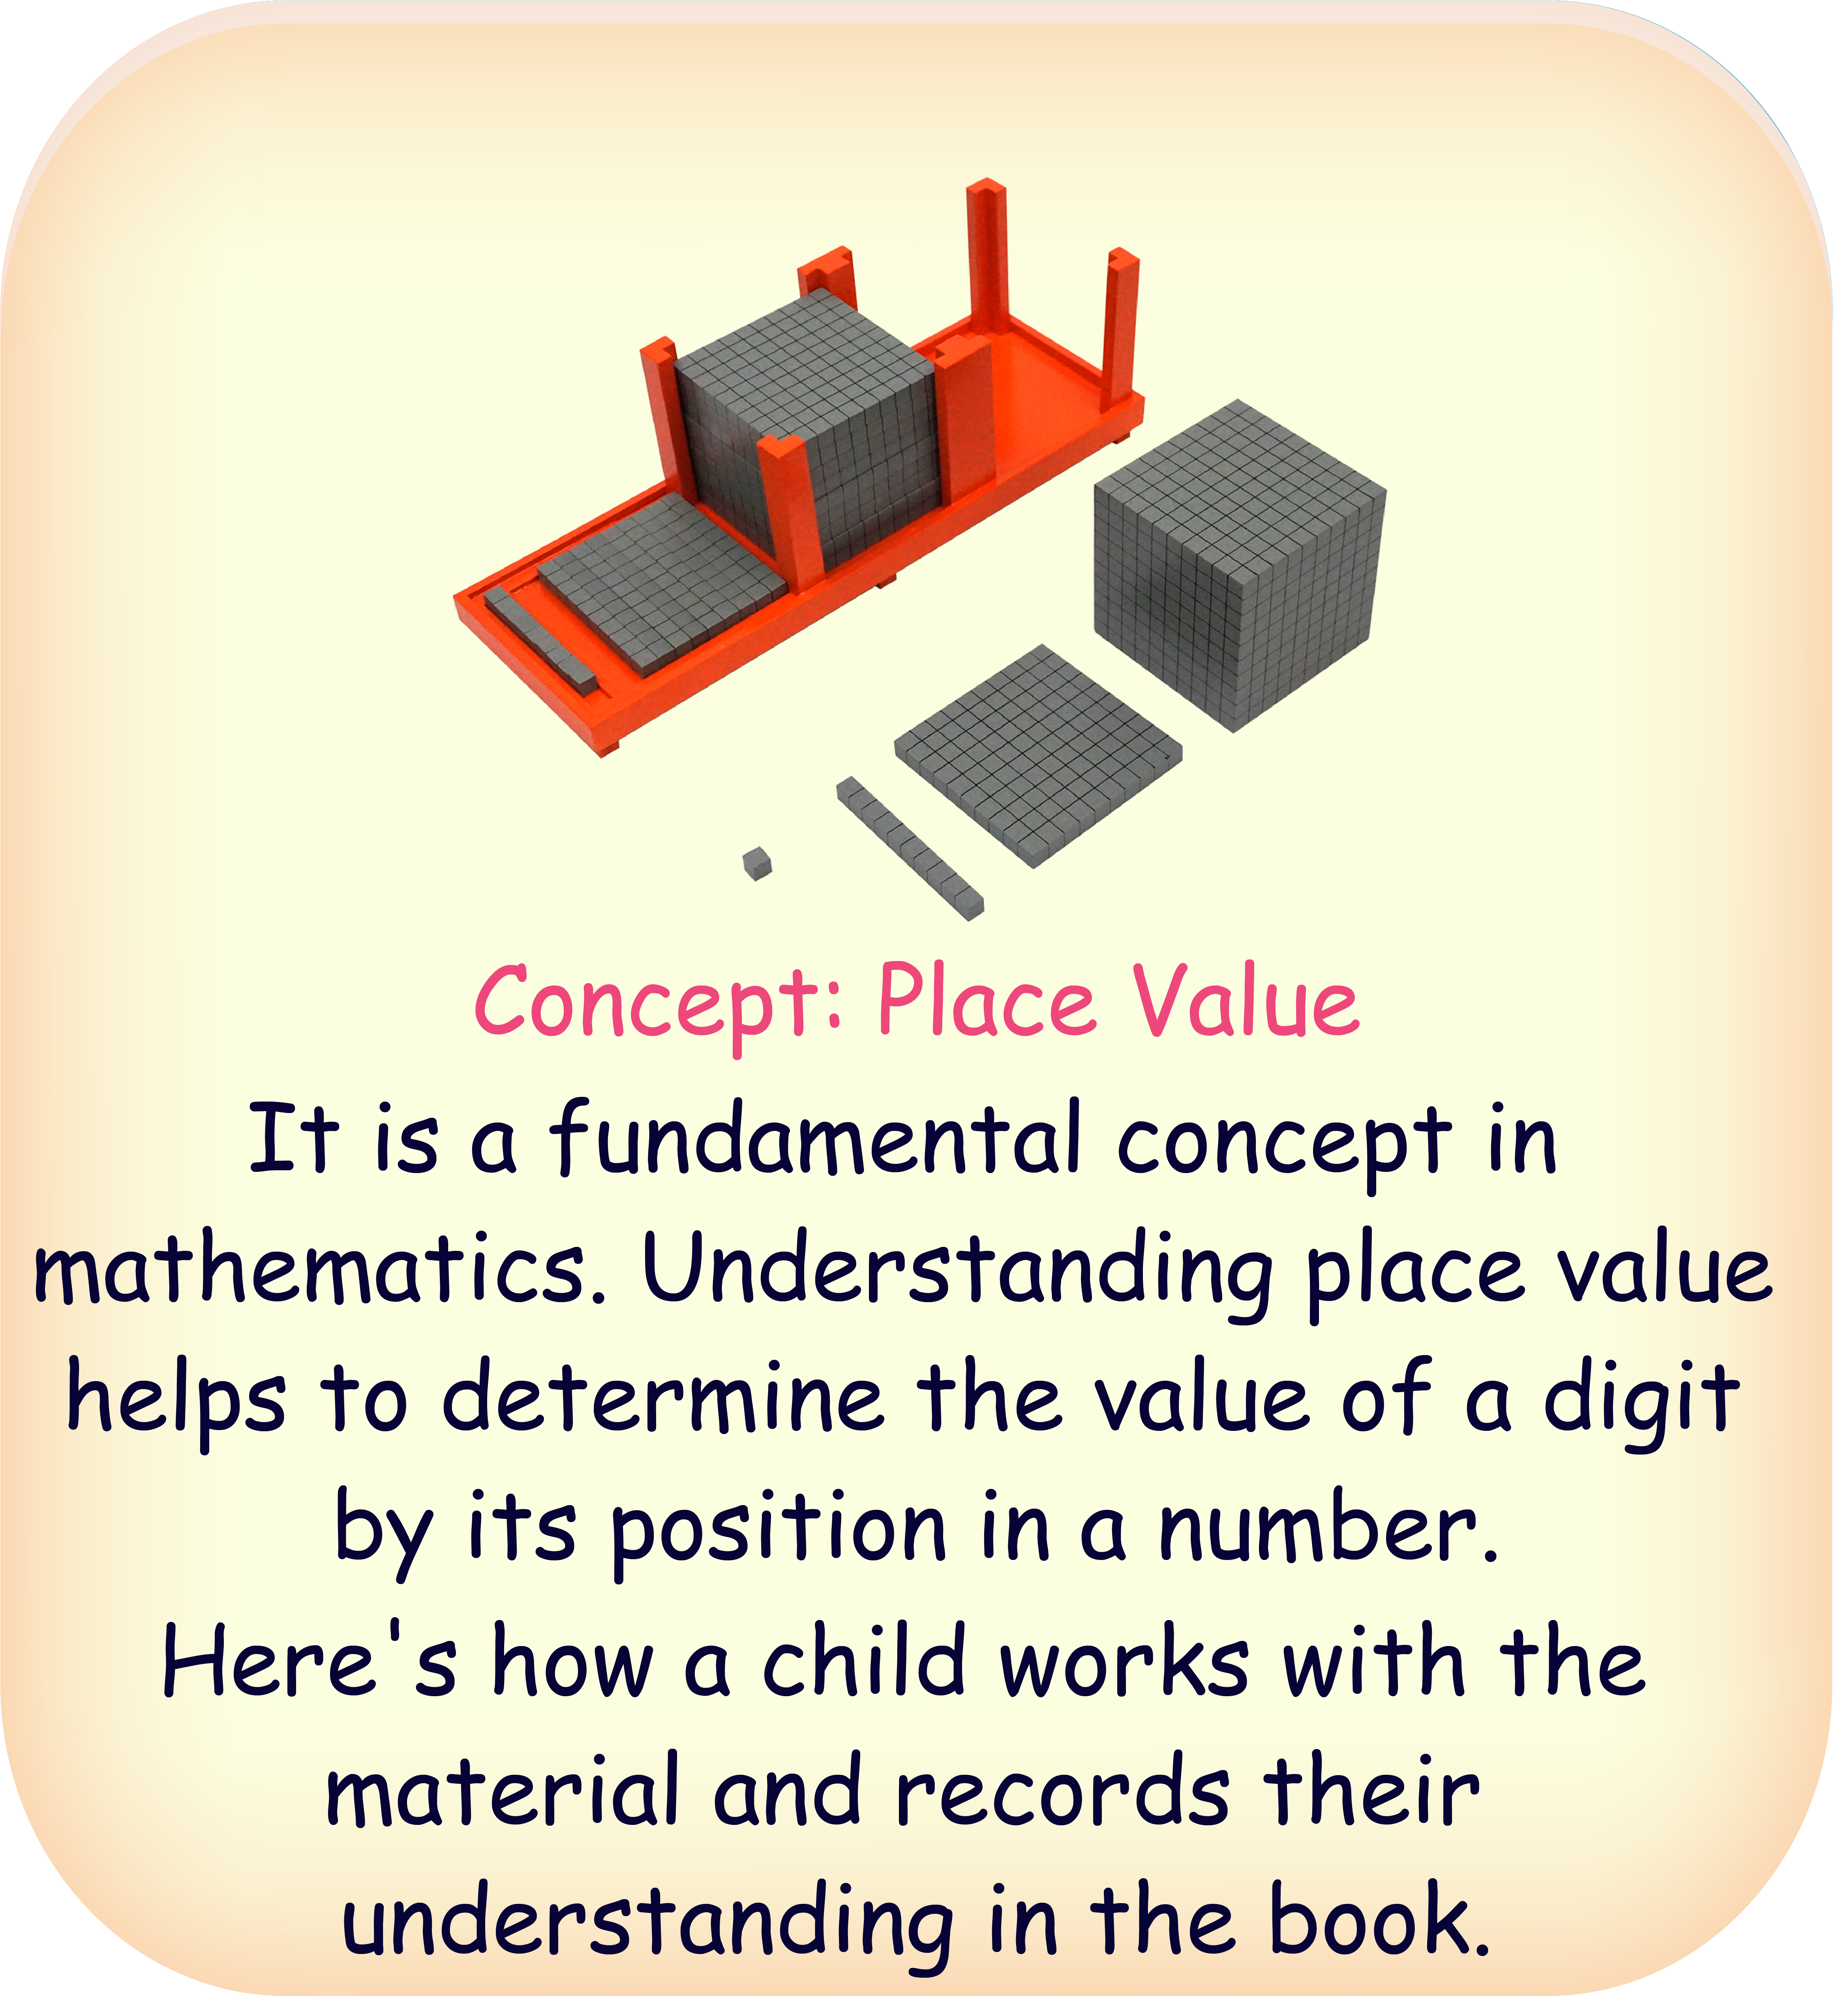 Concept: Place Value
It is a fundamental concept in
mathematics. Understanding place value
helps to determine the value of a digit
by its position in a number.
Here's how a child works with the
material and records their
understanding in the book.